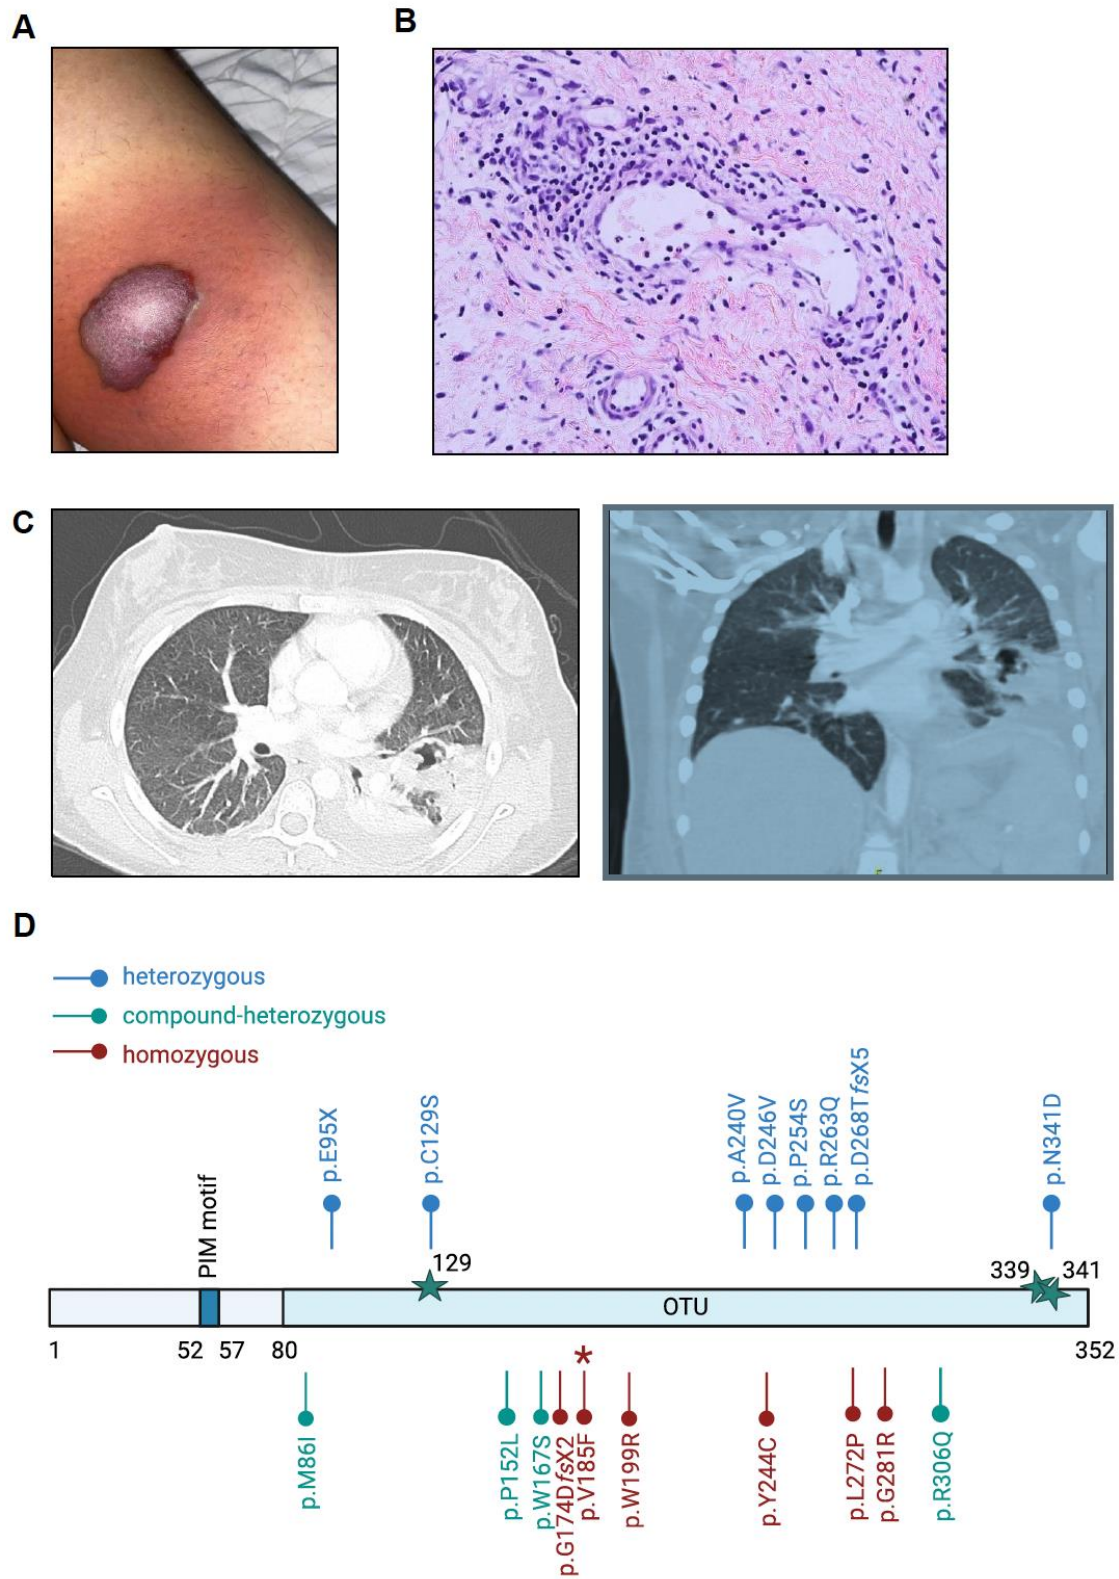 A
B
C
D
heterozygous
compound-heterozygous
homozygous
PIM motif
p.E95X
p.C129S
p.A240V
p.D246V
p.P254S
p.R263Q
p.D268TfsX5
p.N341D
129
339
341
OTU
1
52
57
80
352
*
p.M86I
p.P152L
p.W167S
p.G174DfsX2
p.V185F
p.W199R
p.Y244C
p.L272P
p.G281R
p.R306Q